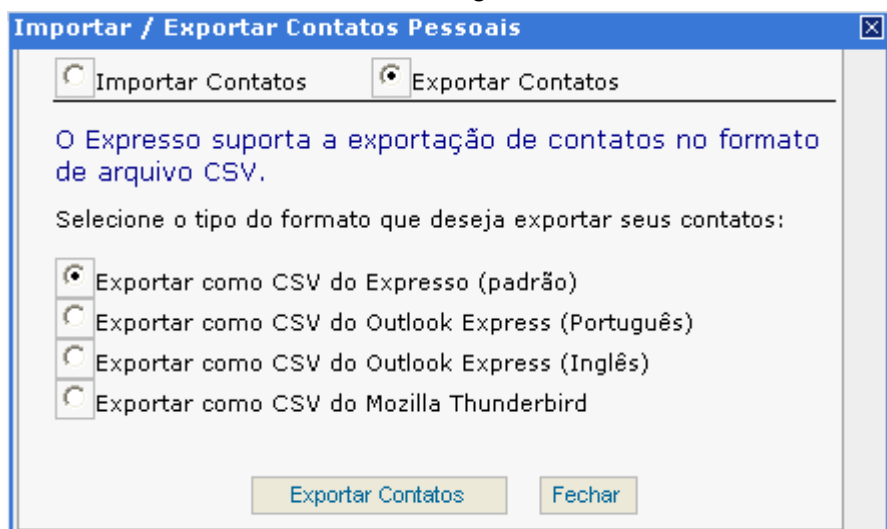 Importar / Exportar Contatos Pessoais
Importar Contatos Exportar Contatos
O Expresso suporta a exportação de contatos no formato
de arquivo CSV.
Selecione o tipo do formato que deseja exportar seus contatos:
Exportar como CSV do Expresso (padrão)
Exportar como CSV do Outlook Express (Português)
Exportar como CSV do Outlook Express (Inglês)
Exportar como CSV do Mozilla Thunderbird
Exportar Contatos Fechar